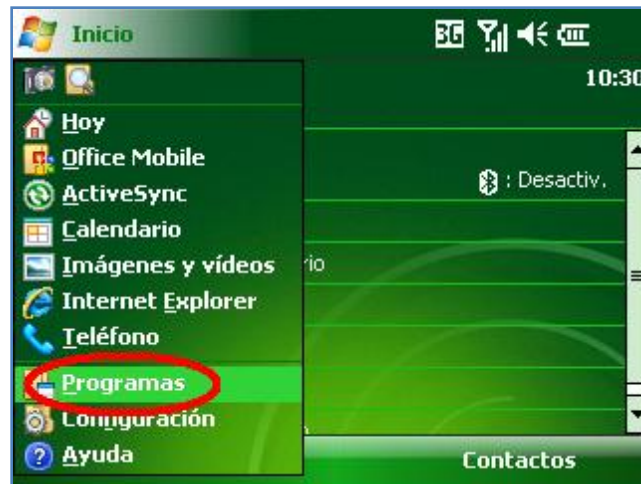 Inicio
3G
10:30
Hoy
Office Mobile
ActiveSync
: Desactiv.
Calendario
Imágenes y vídeos
rio
Internet Explorer
Teléfono
Programas
Configuración
Ayuda
Contactos